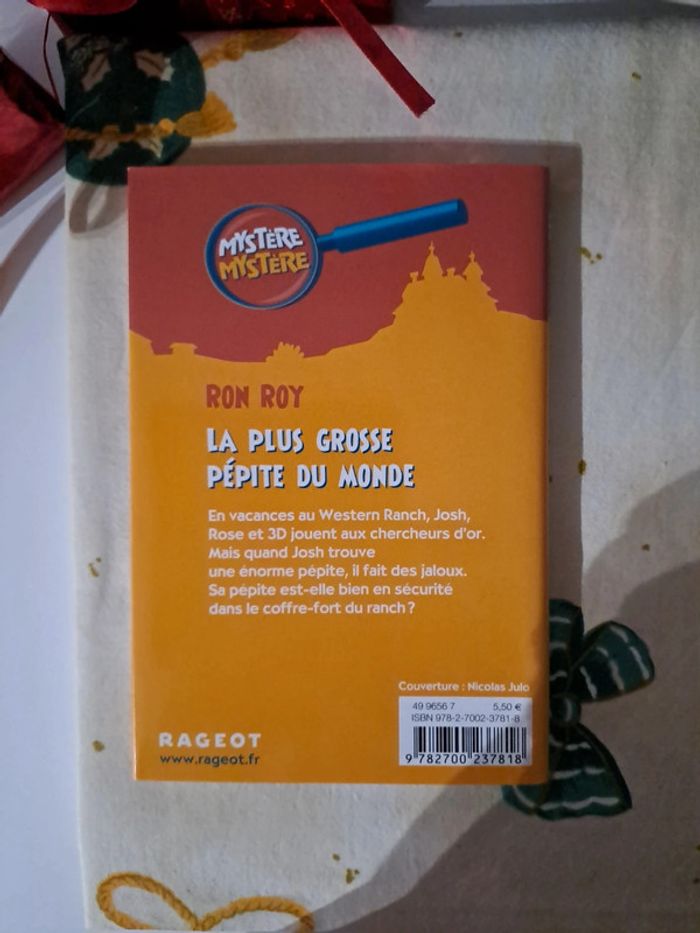 MYSTÈRE
MYSTÈRE
RON ROY
LA PLUS GROSSE
PÉPITE DU MONDE
En vacances au Western Ranch, Josh,
Rose et 3D jouent aux chercheurs d'or.
Mais quand Josh trouve
une énorme pépite, il fait des jaloux.
Sa pépite est-elle bien en sécurité
dans le coffre-fort du ranch ?
Couverture : Nicolas Julo
49 9656 7 5,50 €
ISBN 978-2-7002-3781-8
9 782700 237818
RAGEOT
www.rageot.fr